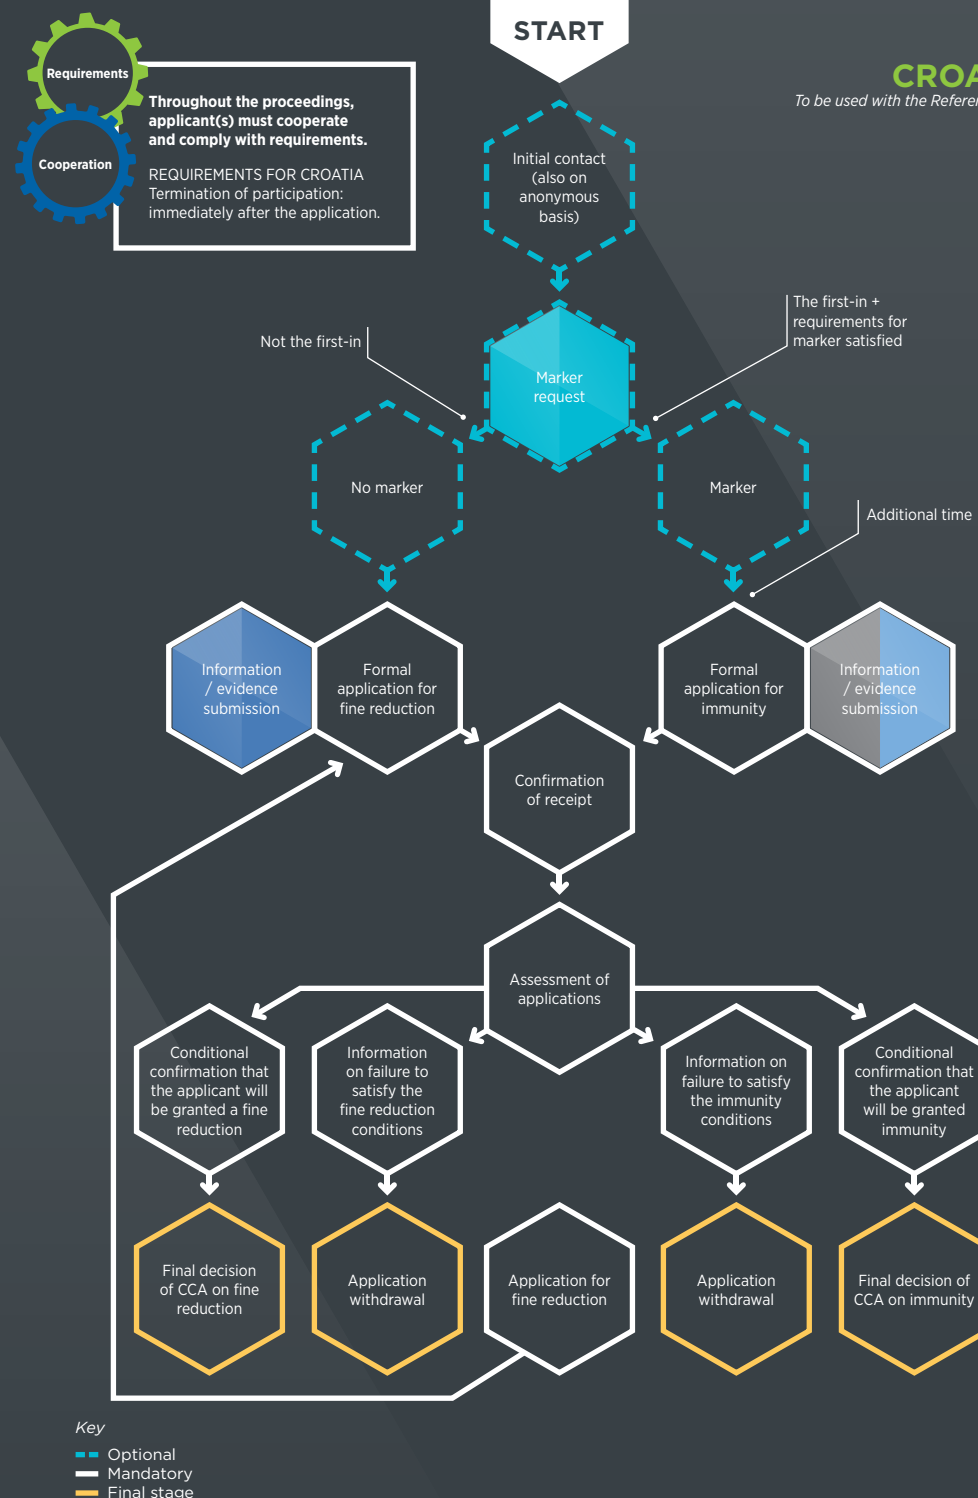 START
Requirements
Cooperation
Throughout the proceedings,
applicant(s) must cooperate
and comply with requirements.
REQUIREMENTS FOR CROATIA
Termination of participation:
immediately after the application.
To be used with the
Initial contact
(also on
anonymous
basis)
Not the first-in
The first-in +
requirements for
marker satisfied
Marker
request
No marker
Marker
Additional time
Information
/ evidence
submission
Formal
application for
fine reduction
Formal
application for
immunity
Information
/ evidence
submission
Confirmation
of receipt
Assessment of
applications
Conditional
confirmation that
the applicant will
be granted a fine
reduction
Information
on failure to
satisfy the
fine reduction
conditions
Information on
failure to satisfy
the immunity
conditions
Conditional
confirmation that
the applicant
will be granted
immunity
Final decision
of CCA on fine
reduction
Application
withdrawal
Application for
fine reduction
Application
withdrawal
Final decision of
CCA on immunity
Key
Optional
Mandatory
Final stage